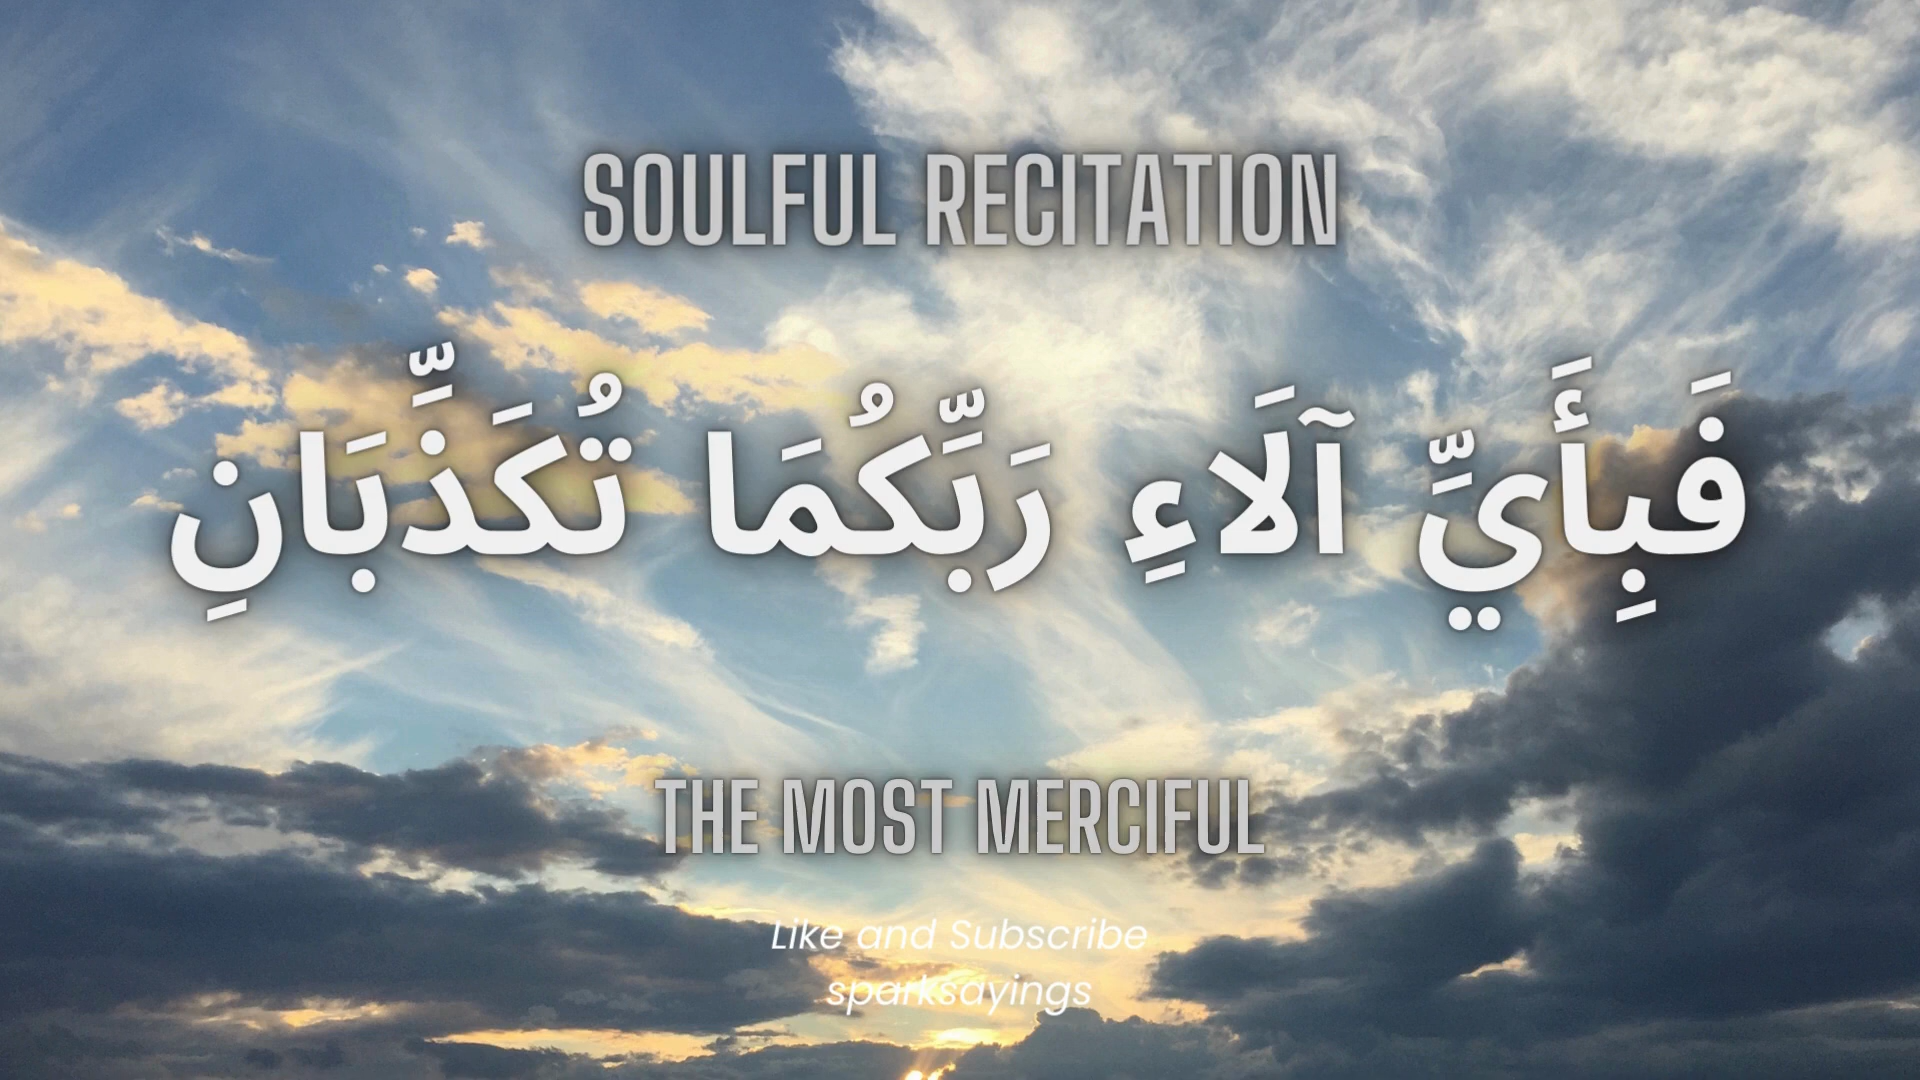 SOULFUL RECITATION
فَبِأَيِّ آلَاءِ رَبِّكُمَا تُكَذِّبَانِ
THE MOST MERCIFUL
Like and Subscribe
sparksayings